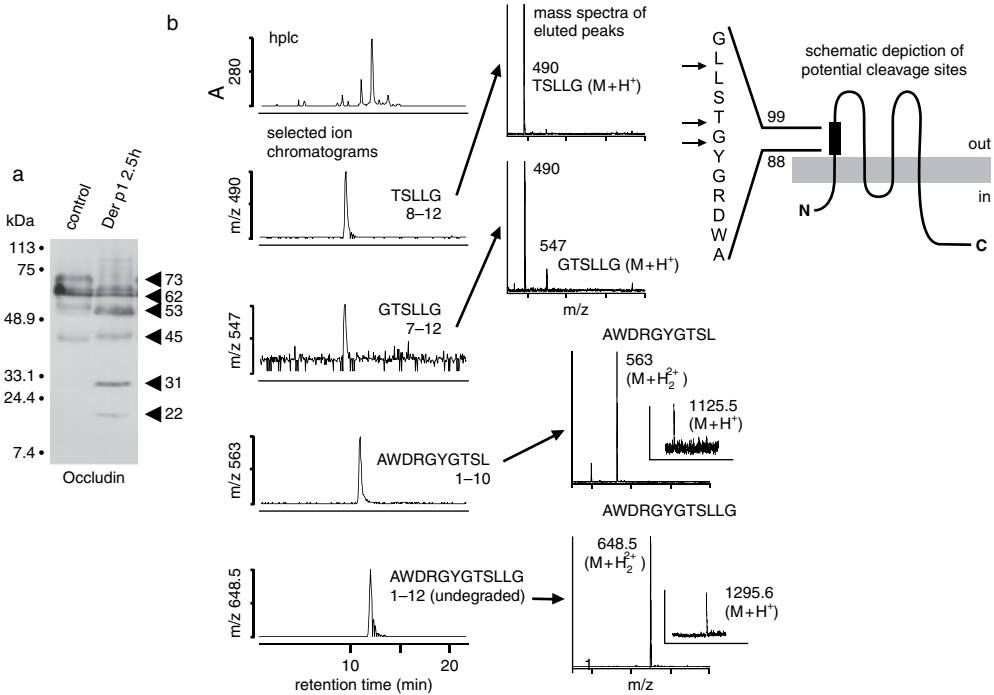 a
kDa
control
Der p1 2.5h
113
75
48.9
33.1
24.4
7.4
73
62
53
45
31
22
Occludin
b
hplc
A 280
selected ion
chromatograms
m/z 490
TSLLG
8–12
m/z 547
GTSLLG
7–12
m/z 563
AWDRGYGTSL
1–10
m/z 648.5
AWDRGYGTSLLG
1–12 (undegraded)
10
20
retention time (min)
mass spectra of
eluted peaks
490
TSLLG (M+H⁺)
490
547
GTSLLG (M+H⁺)
m/z
AWDRGYGTSL
563
(M+H₂²⁺)
1125.5
(M+H⁺)
AWDRGYGTSLLG
648.5
(M+H₂²⁺)
1295.6
(M+H⁺)
1
m/z
G
L
L
S
T
G
Y
G
R
D
W
A
schematic depiction of
potential cleavage sites
99
88
out
in
N
C